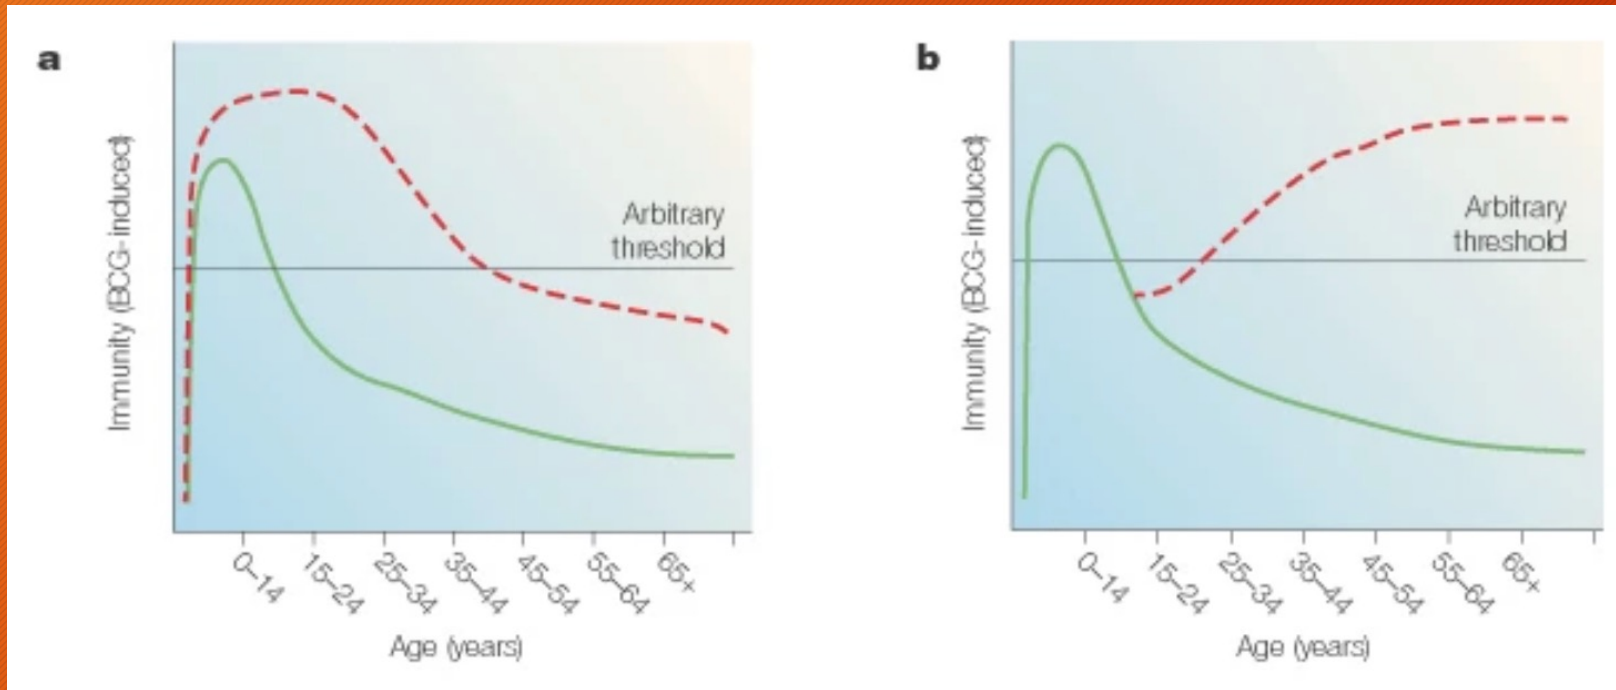 a
Immunity (BCG-induced)
Arbitrary
threshold
0–14
15–24
25–34
35–44
45–54
55–64
65+
Age (years)
b
Immunity (BCG-induced)
Arbitrary
threshold
0–14
15–24
25–34
35–44
45–54
55–64
65+
Age (years)